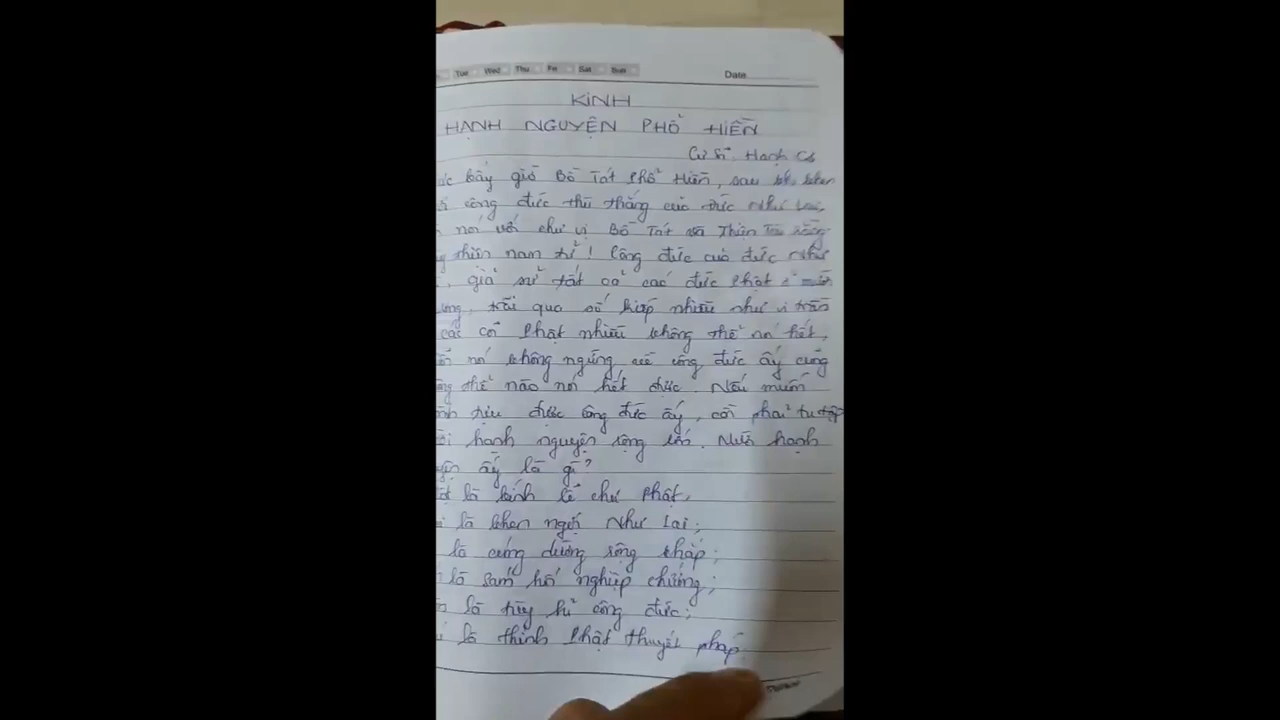 Tue Wed Thu Fri Sat Sun Date
KINH
HẠNH NGUYỆN PHỔ HIỀN
Cư Sĩ Hạnh Cơ
bấy giờ Bồ Tát Phổ Hiền, sau khi khen
công đức thù thắng của đức Như Lai,
nói với chư vị Bồ Tát và Thiện Tài rằng
thiện nam tử! Công đức của đức Như
giả sử tất cả các đức Phật ở mười
trải qua số kiếp nhiều như vi trần
các cõi Phật nhiều không thể nói hết,
nói không ngừng về công đức ấy cũng
thể nào nói hết được. Nếu muốn
tựu được công đức ấy, cần phải tu tập
hạnh nguyện rộng lớn. Mười hạnh
ấy là gì?
là kính lễ chư Phật,
là khen ngợi Như Lai;
là cúng dường rộng khắp;
là sám hối nghiệp chướng;
là tùy hỉ công đức;
là thỉnh Phật thuyết pháp